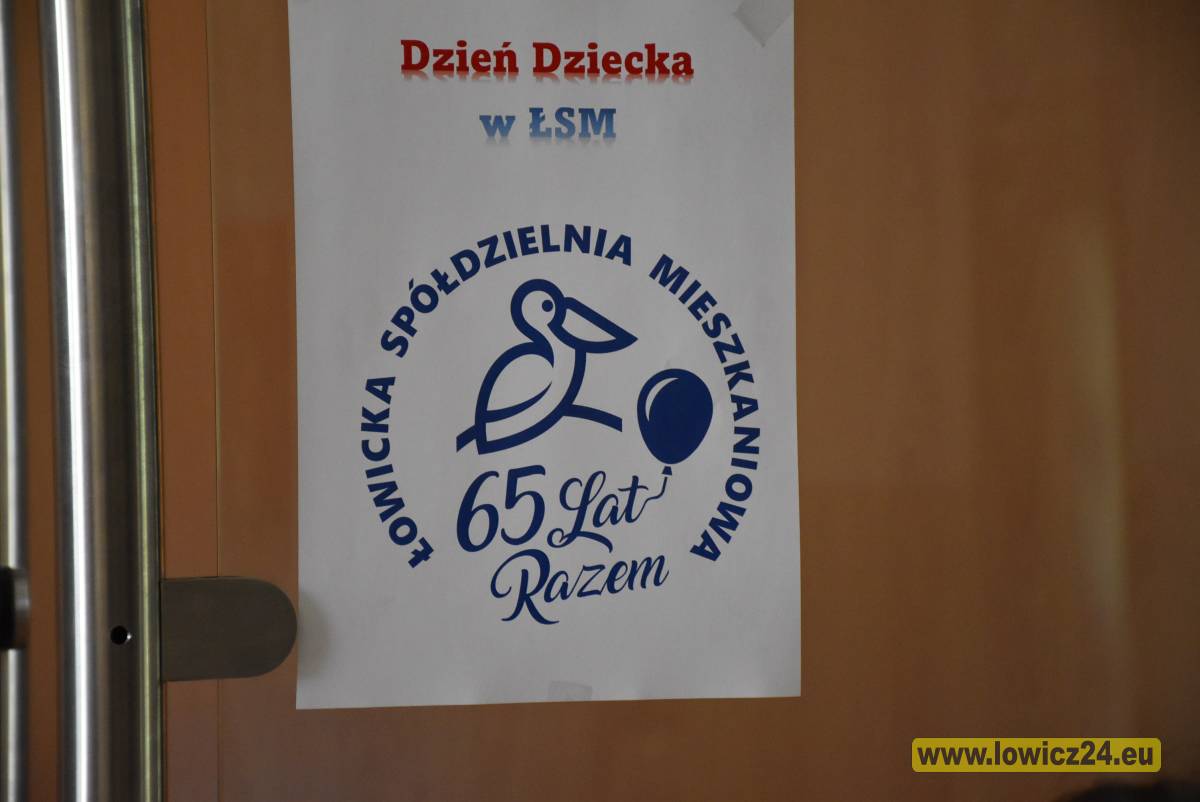 Dzień Dziecka
w ŁSM
ŁOWICKA SPÓŁDZIELNIA MIESZKANIOWA
65 Lat
Razem
www.lowicz24.eu